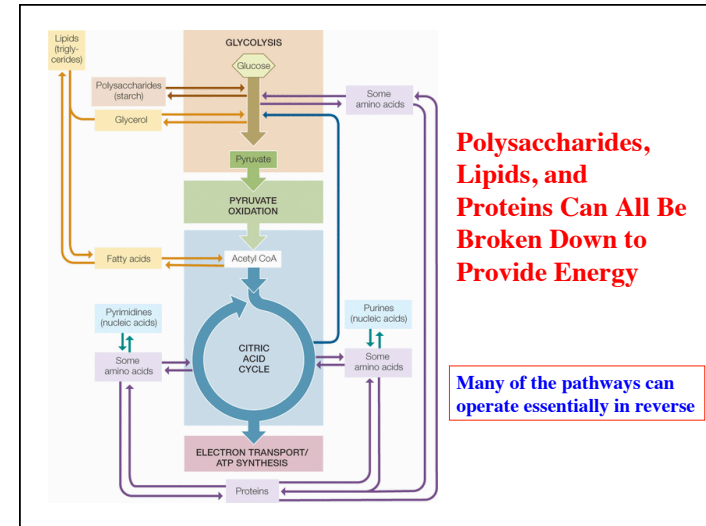 Lipids
(trigly-
cerides)
GLYCOLYSIS
Glucose
Polysaccharides
(starch)
Some
amino acids
Glycerol
Pyruvate
PYRUVATE
OXIDATION
Fatty acids
Acetyl CoA
Pyrimidines
(nucleic acids)
Purines
(nucleic acids)
Some
amino acids
CITRIC
ACID
CYCLE
Some
amino acids
ELECTRON TRANSPORT/
ATP SYNTHESIS
Proteins
Polysaccharides,
Lipids, and
Proteins Can All Be
Broken Down to
Provide Energy
Many of the pathways can
operate essentially in reverse